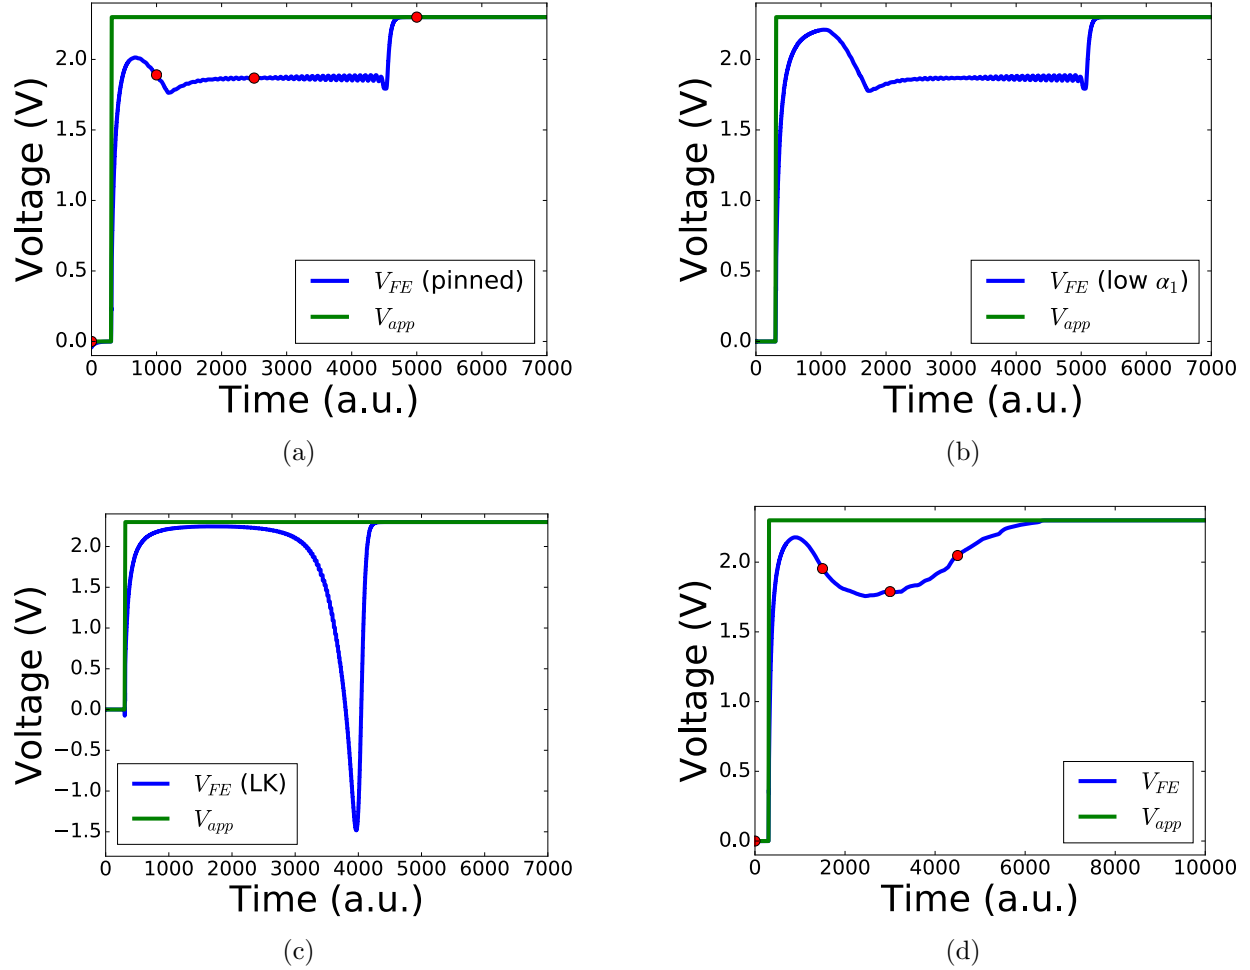 2.0
1.5
1.0
0.5
0.0
Voltage (V)
V_FE (pinned)
V_app
0 1000 2000 3000 4000 5000 6000 7000
Time (a.u.)
(a)
2.0
1.5
1.0
0.5
0.0
Voltage (V)
V_FE (low α₁)
V_app
0 1000 2000 3000 4000 5000 6000 7000
Time (a.u.)
(b)
2.0
1.5
1.0
0.5
0.0
−0.5
−1.0
−1.5
Voltage (V)
V_FE (LK)
V_app
0 1000 2000 3000 4000 5000 6000 7000
Time (a.u.)
(c)
2.0
1.5
1.0
0.5
0.0
Voltage (V)
V_FE
V_app
0 2000 4000 6000 8000 10000
Time (a.u.)
(d)